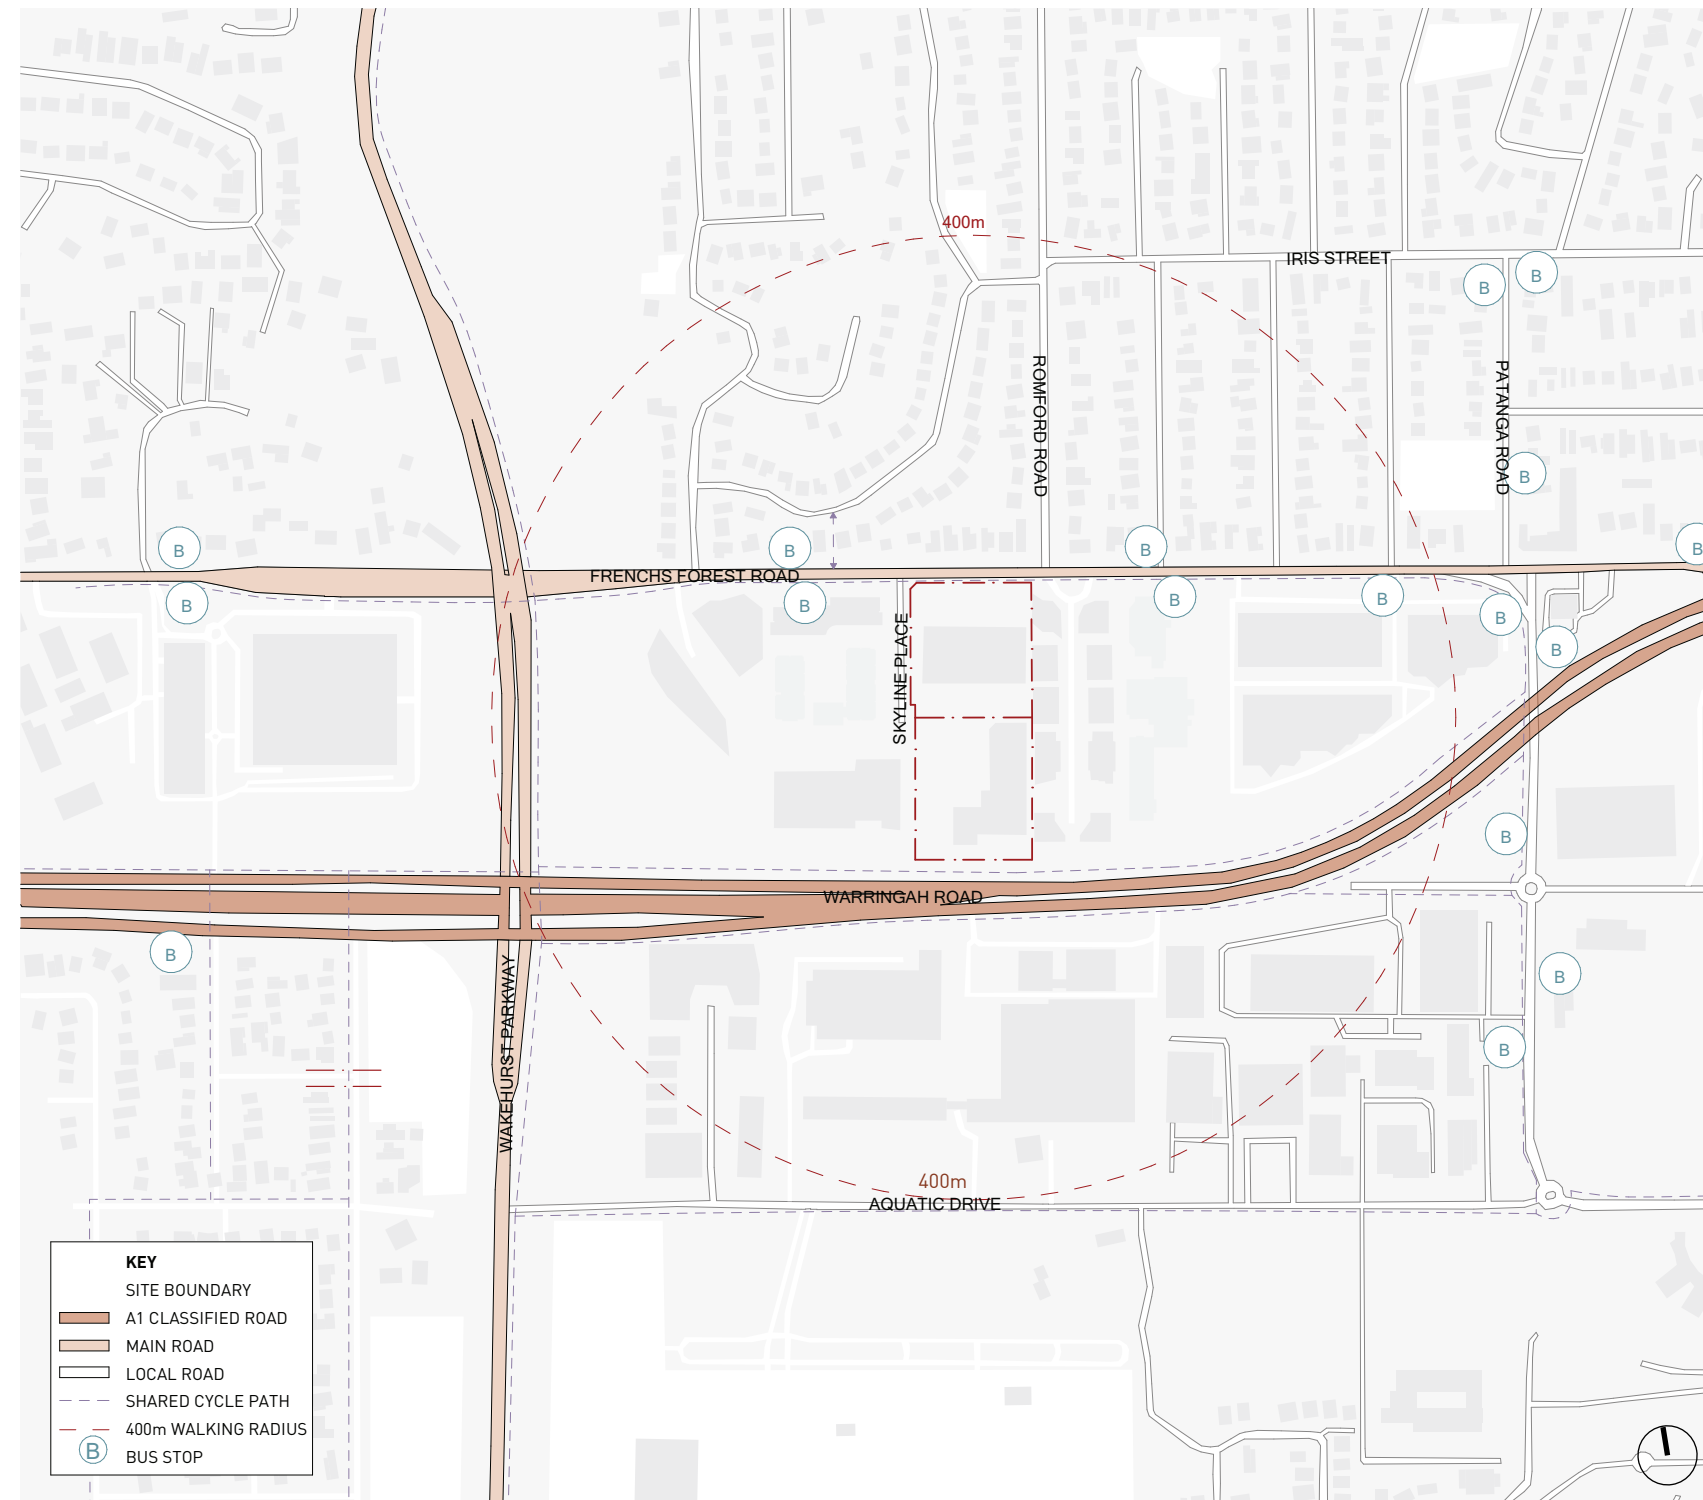 400m
IRIS STREET
B
B
ROMFORD ROAD
PATANGA ROAD
B
B
B
B
B
FRENCHS FOREST ROAD
B
B
B
B
B
B
SKYLINE PLACE
B
WARRINGAH ROAD
B
B
WAKEHURST PARKWAY
B
400m
AQUATIC DRIVE
KEY
SITE BOUNDARY
A1 CLASSIFIED ROAD
MAIN ROAD
LOCAL ROAD
SHARED CYCLE PATH
400m WALKING RADIUS
B BUS STOP